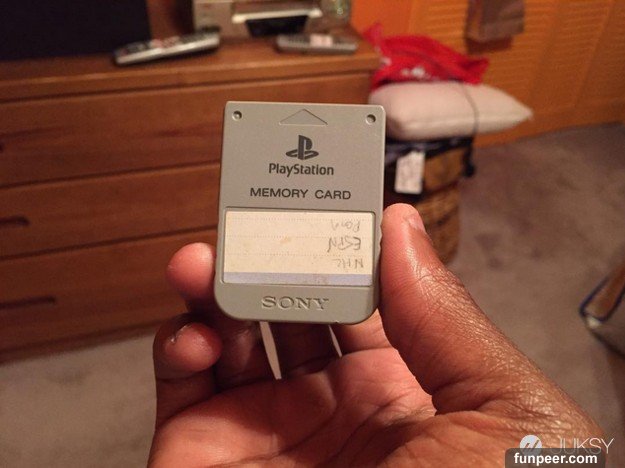 PlayStation
MEMORY CARD
NHL
ESPN
SONY
JUKSY
funpeer.com